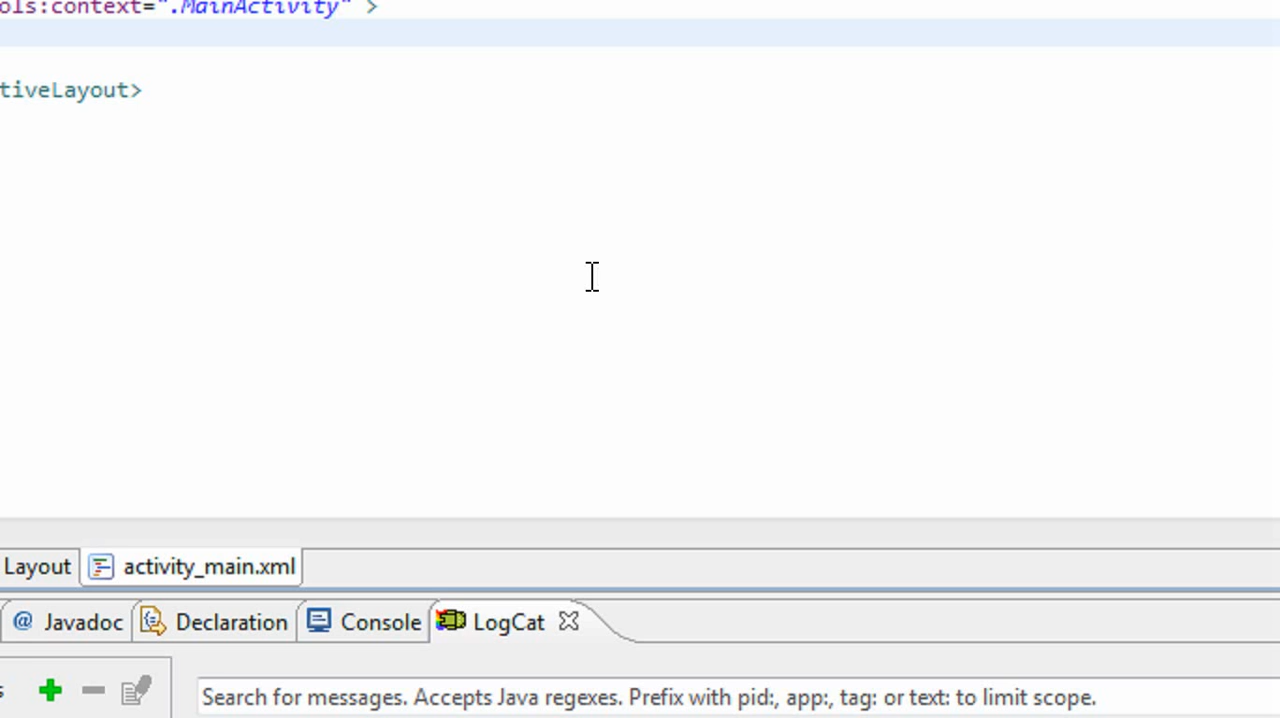 ols:context=".MainActivity" >
tiveLayout>
Layout
activity_main.xml
@ Javadoc
Declaration
Console
LogCat
s
Search for messages. Accepts Java regexes. Prefix with pid:, app:, tag: or text: to limit scope.